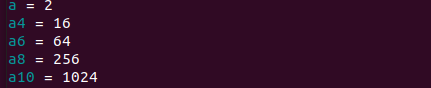 a = 2
a4 = 16
a6 = 64
a8 = 256
a10 = 1024